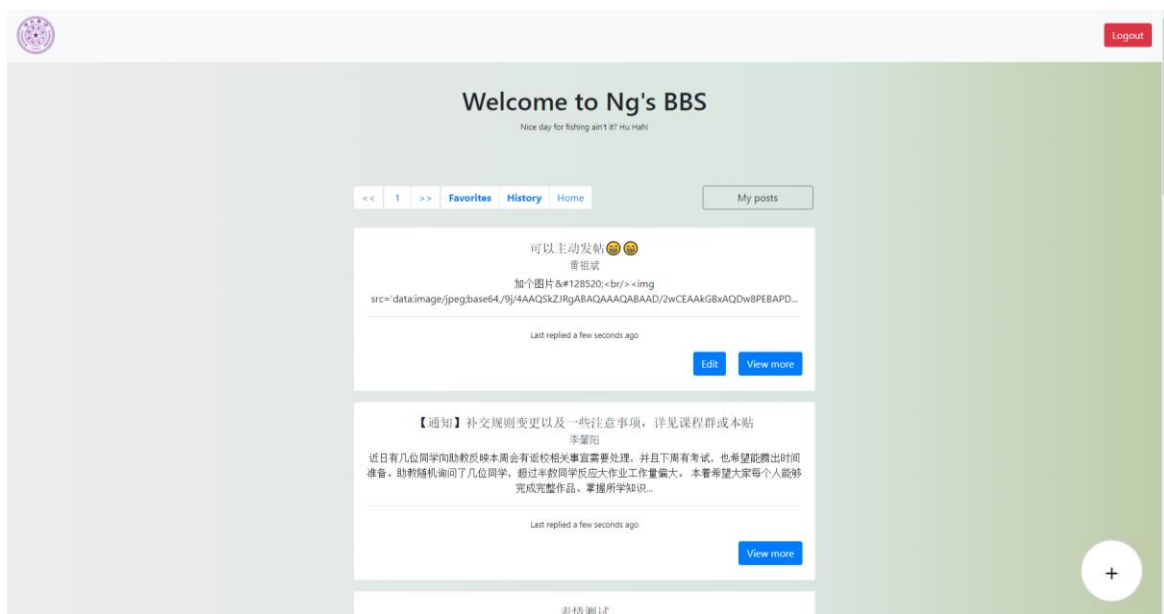 Logout
Welcome to Ng's BBS
Nice day for fishing ain't it? Hu Hah!
<< 1 >> Favorites History Home
My posts
可以主动发帖😄😄
黄祖斌
加个图片&#128520;<br/><img
src='data:image/jpeg;base64,/9j/4AAQSkZJRgABAQAAAQABAAD/2wCEAAkGBxAQDw8PEBAPD...
Last replied a few seconds ago
Edit
View more
【通知】补交规则变更以及一些注意事项，详见课程群或本贴
李肇阳
近日有几位同学向助教反映本周会有返校相关事宜需要处理，并且下周有考试，也希望能腾出时间
准备。助教随机询问了几位同学，超过半数同学反应大作业工作量偏大。 本着希望大家每个人能够
完成完整作品、掌握所学知识...
Last replied a few seconds ago
View more
表情测试
+